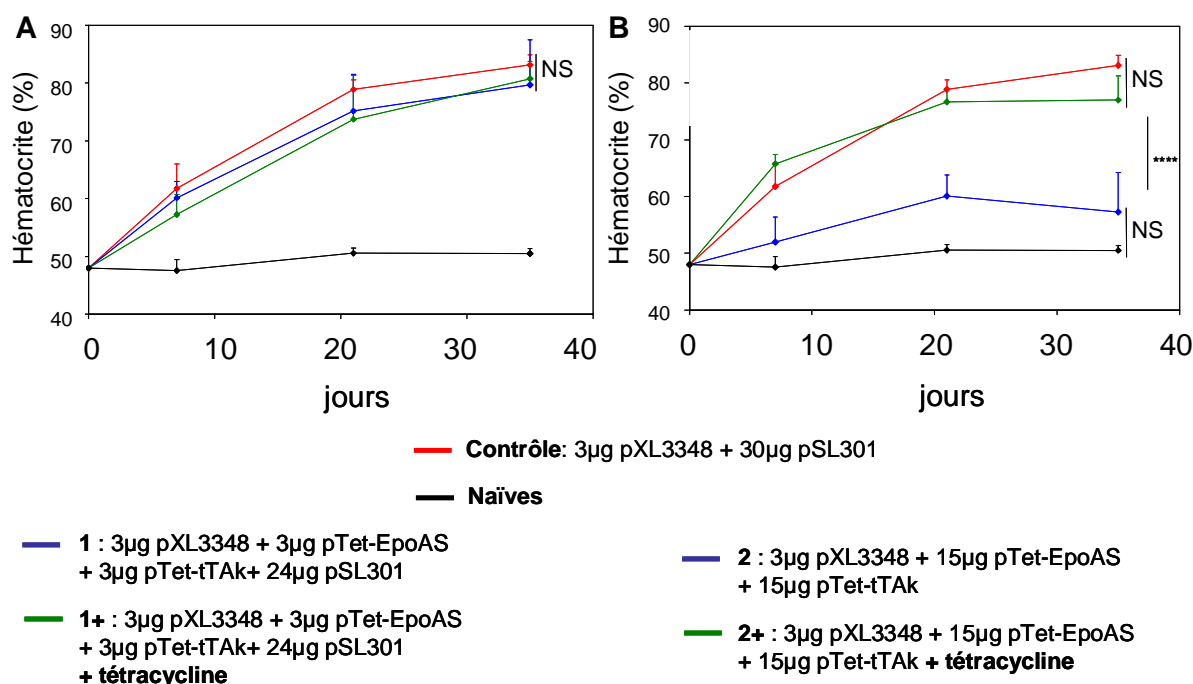 A
B
Hématocrite (%)
90
80
70
60
50
40
0
10
20
30
40
jours
NS
Hématocrite (%)
90
80
70
60
50
40
0
10
20
30
40
jours
NS
****
NS
Contrôle: 3µg pXL3348 + 30µg pSL301
Naïves
1 : 3µg pXL3348 + 3µg pTet-EpoAS
+ 3µg pTet-tTAk+ 24µg pSL301
1+ : 3µg pXL3348 + 3µg pTet-EpoAS
+ 3µg pTet-tTAk+ 24µg pSL301
+ tétracycline
2 : 3µg pXL3348 + 15µg pTet-EpoAS
+ 15µg pTet-tTAk
2+ : 3µg pXL3348 + 15µg pTet-EpoAS
+ 15µg pTet-tTAk + tétracycline